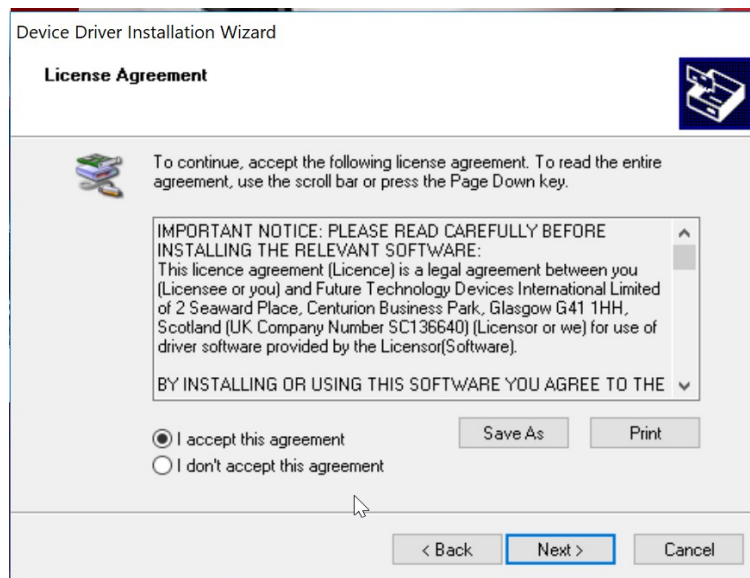 Device Driver Installation Wizard
License Agreement
To continue, accept the following license agreement. To read the entire
agreement, use the scroll bar or press the Page Down key.
IMPORTANT NOTICE: PLEASE READ CAREFULLY BEFORE
INSTALLING THE RELEVANT SOFTWARE:
This licence agreement (Licence) is a legal agreement between you
(Licensee or you) and Future Technology Devices International Limited
of 2 Seaward Place, Centurion Business Park, Glasgow G41 1HH,
Scotland (UK Company Number SC136640) (Licensor or we) for use of
driver software provided by the Licensor(Software).
BY INSTALLING OR USING THIS SOFTWARE YOU AGREE TO THE
I accept this agreement
Save As
Print
I don't accept this agreement
< Back
Next >
Cancel